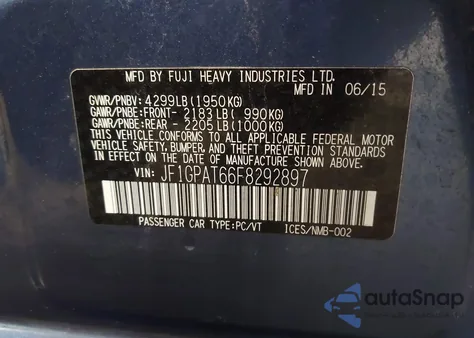 MFD BY FUJI HEAVY INDUSTRIES LTD.
MFD IN 06/15
GVWR/PNBV: 4299LB(1950KG)
GAWR/PNBE:FRONT- 2183LB( 990KG)
GAWR/PNBE:REAR - 2205LB(1000KG)
THIS VEHICLE CONFORMS TO ALL APPLICABLE FEDERAL MOTOR
VEHICLE SAFETY, BUMPER, AND THEFT PREVENTION STANDARDS
IN EFFECT ON THE DATE OF MANUFACTURE SHOWN ABOVE.
VIN: JF1GPAT66F8292897
PASSENGER CAR TYPE:PC/VT ICES/NMB-002
autoSnap